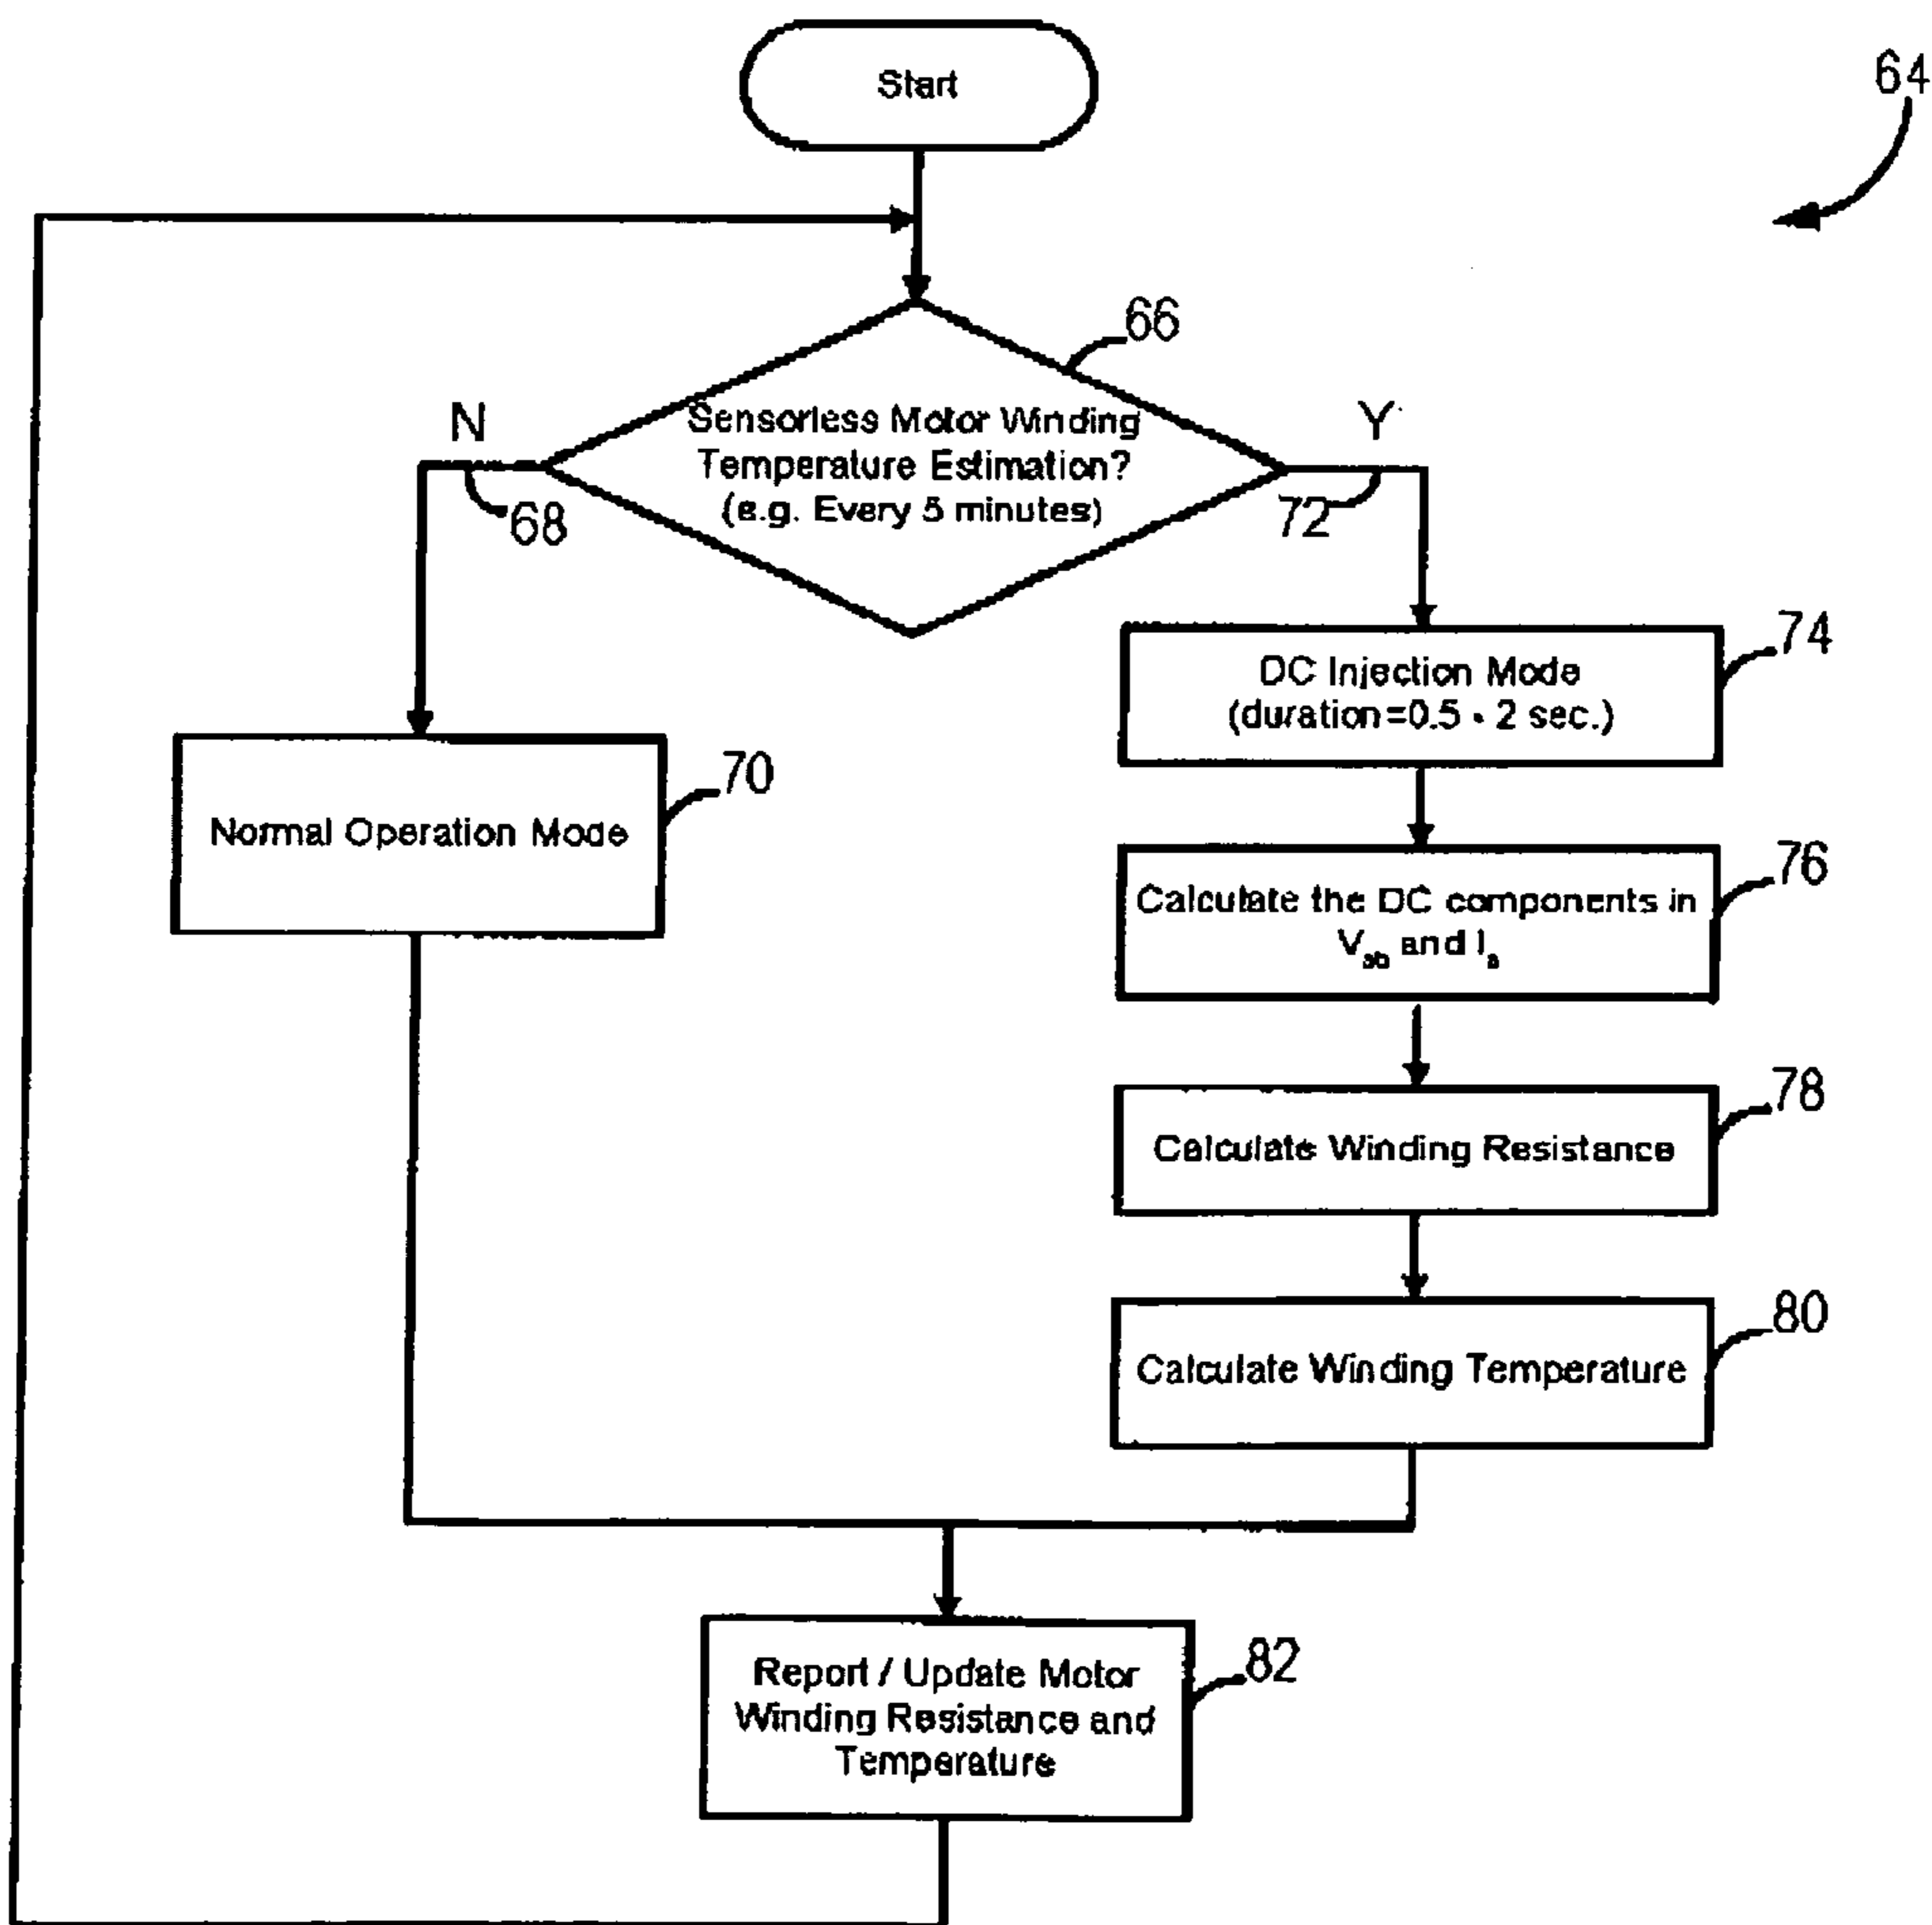 Start
64
66
N
Sensorless Motor Winding
Temperature Estimation?
(e.g. Every 5 minutes)
Y
68
72
DC Injection Mode
(duration=0.5 - 2 sec.)
74
Normal Operation Mode
70
Calculate the DC components in
V_ab and I_a
76
Calculate Winding Resistance
78
Calculate Winding Temperature
80
Report / Update Motor
Winding Resistance and
Temperature
82